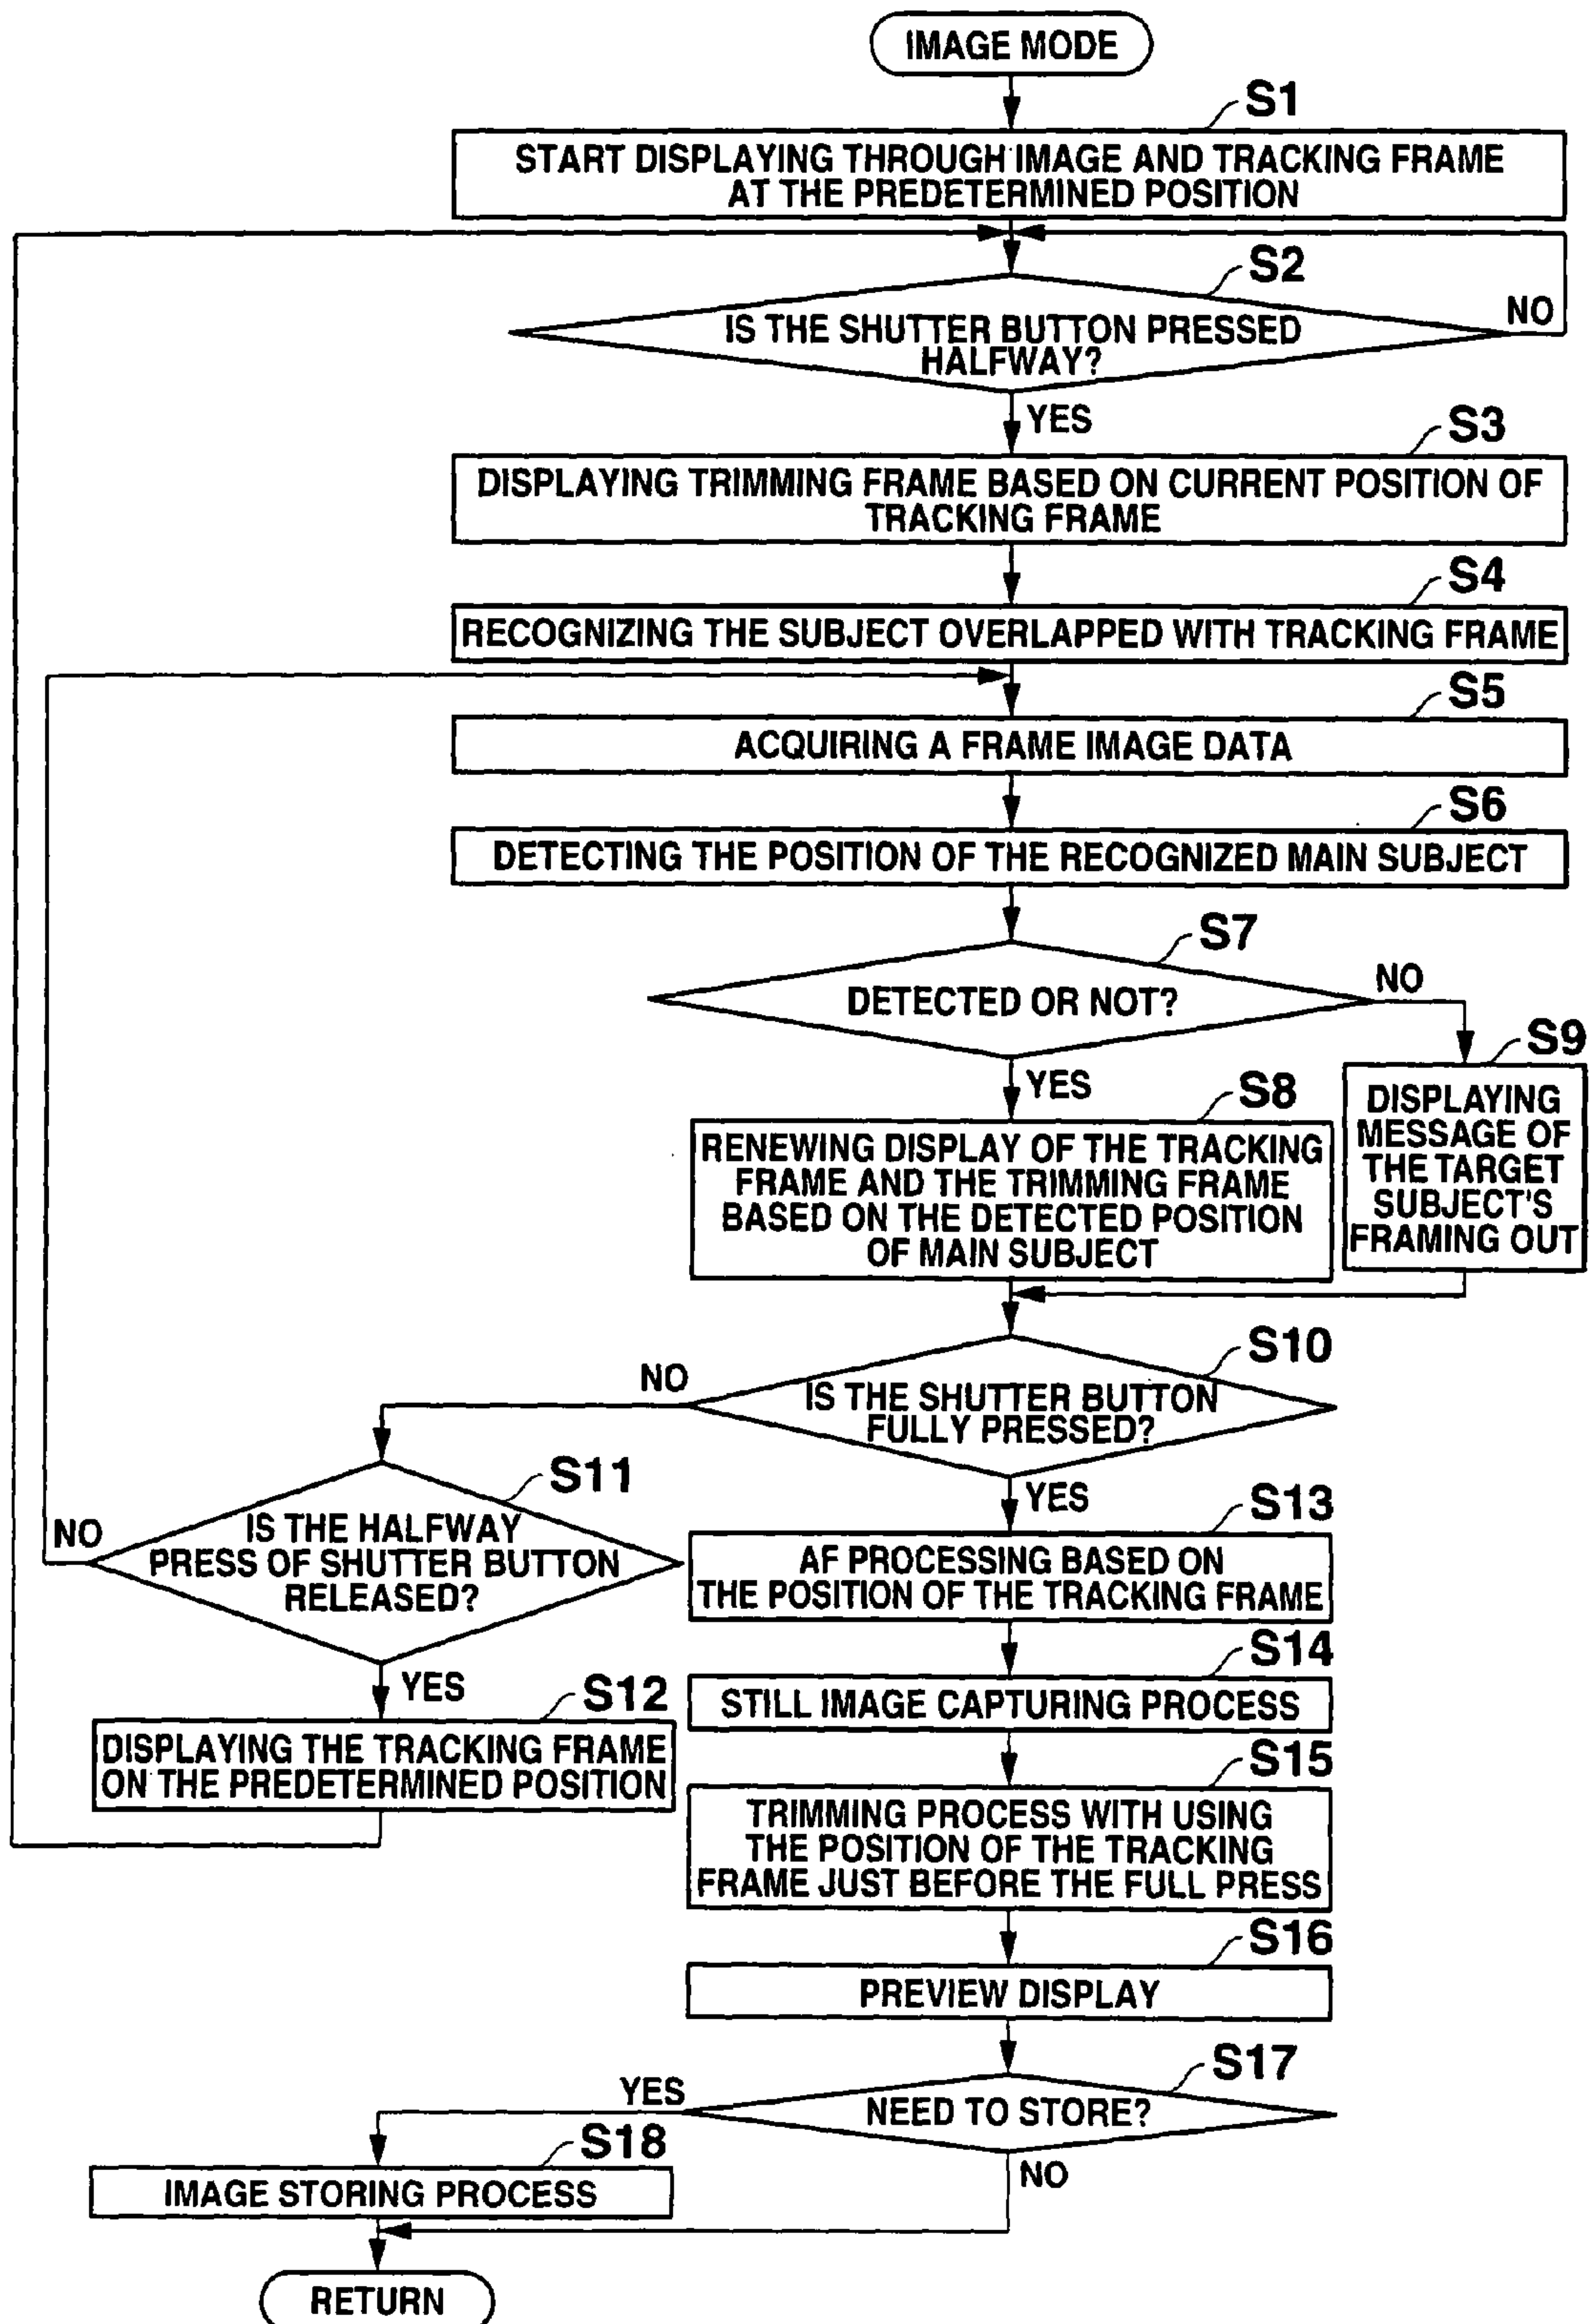 IMAGE MODE
S1
START DISPLAYING THROUGH IMAGE AND TRACKING FRAME
AT THE PREDETERMINED POSITION
S2
IS THE SHUTTER BUTTON PRESSED
HALFWAY?
NO
YES
S3
DISPLAYING TRIMMING FRAME BASED ON CURRENT POSITION OF
TRACKING FRAME
S4
RECOGNIZING THE SUBJECT OVERLAPPED WITH TRACKING FRAME
S5
ACQUIRING A FRAME IMAGE DATA
S6
DETECTING THE POSITION OF THE RECOGNIZED MAIN SUBJECT
S7
DETECTED OR NOT?
NO
YES
S8
RENEWING DISPLAY OF THE TRACKING
FRAME AND THE TRIMMING FRAME
BASED ON THE DETECTED POSITION
OF MAIN SUBJECT
S9
DISPLAYING
MESSAGE OF
THE TARGET
SUBJECT'S
FRAMING OUT
S10
IS THE SHUTTER BUTTON
FULLY PRESSED?
NO
YES
S11
IS THE HALFWAY
PRESS OF SHUTTER BUTTON
RELEASED?
NO
YES
S12
DISPLAYING THE TRACKING FRAME
ON THE PREDETERMINED POSITION
S13
AF PROCESSING BASED ON
THE POSITION OF THE TRACKING FRAME
S14
STILL IMAGE CAPTURING PROCESS
S15
TRIMMING PROCESS WITH USING
THE POSITION OF THE TRACKING
FRAME JUST BEFORE THE FULL PRESS
S16
PREVIEW DISPLAY
S17
NEED TO STORE?
YES
NO
S18
IMAGE STORING PROCESS
RETURN